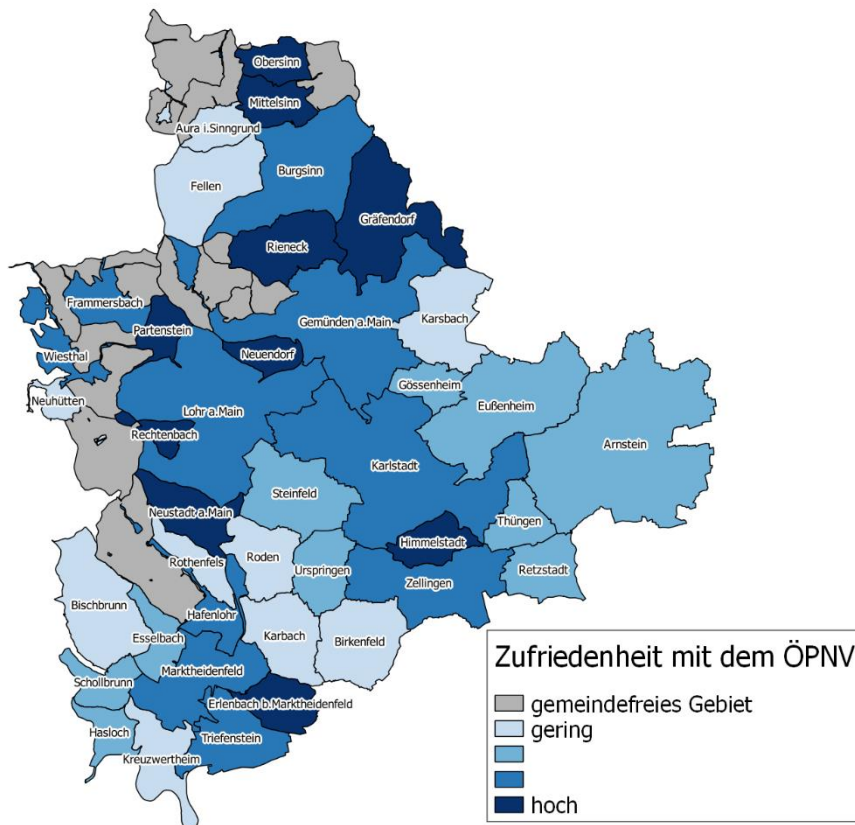 Obersinn
Mittelsinn
Aura i.Sinngrund
Burgsinn
Fellen
Gräfendorf
Rieneck
Frammersbach
Gemünden a.Main
Karsbach
Partenstein
Wiesthal
Neuendorf
Gössenheim
Neuhütten
Eußenheim
Lohr a.Main
Rechtenbach
Arnstein
Karlstadt
Steinfeld
Neustadt a.Main
Thüngen
Himmelstadt
Rothenfels
Roden
Urspringen
Retzstadt
Zellingen
Bischbrunn
Hafenlohr
Esselbach
Karbach
Birkenfeld
Marktheidenfeld
Schollbrunn
Erlenbach b.Marktheidenfeld
Hasloch
Triefenstein
Kreuzwertheim
Zufriedenheit mit dem ÖPNV
gemeindefreies Gebiet
gering
hoch